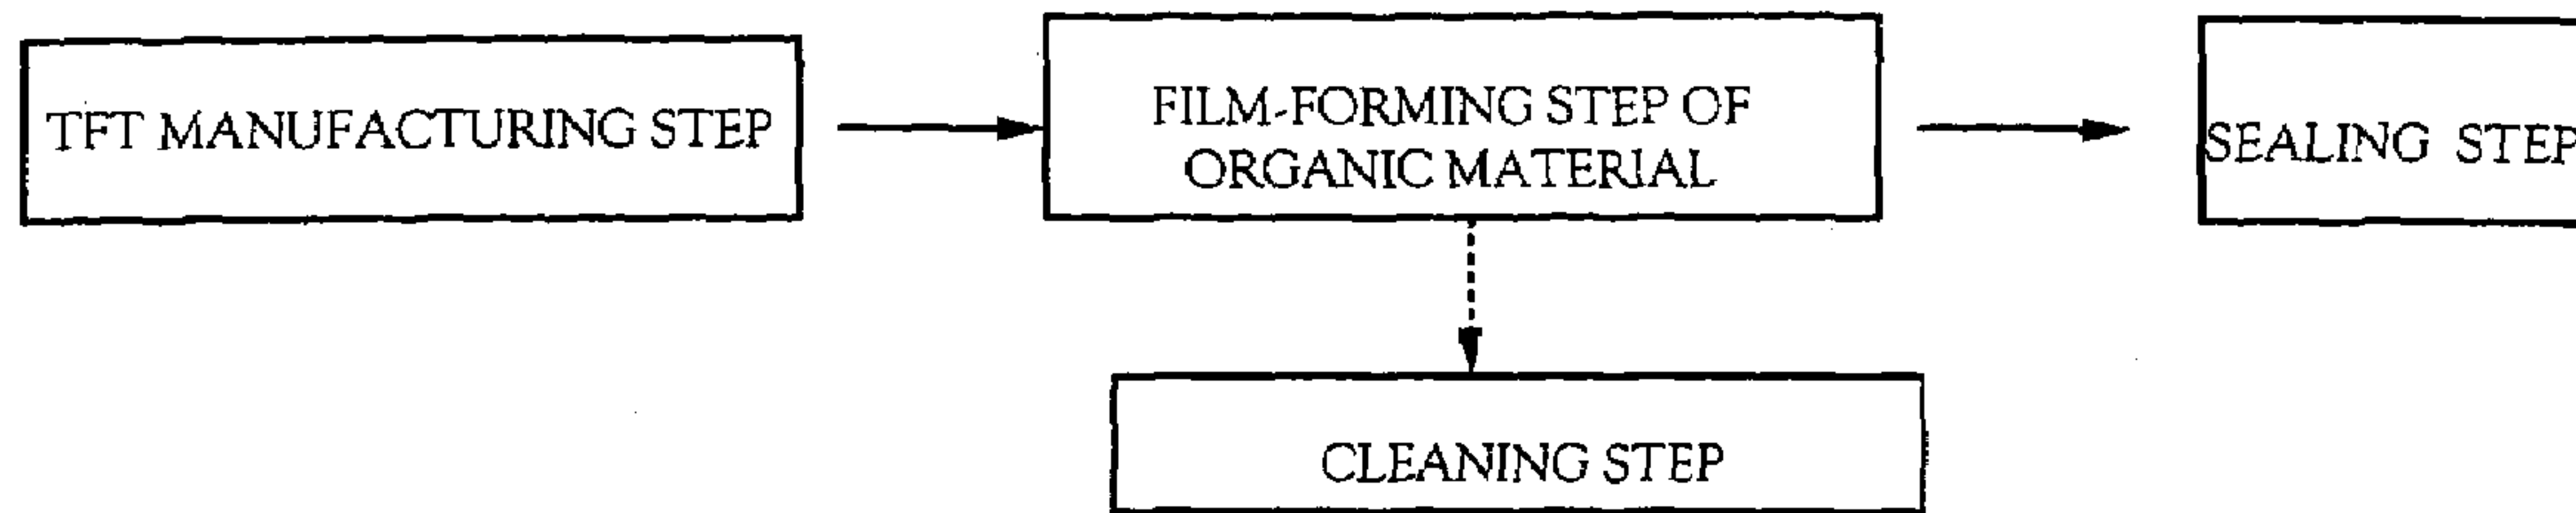 TFT MANUFACTURING STEP
FILM-FORMING STEP OF
ORGANIC MATERIAL
SEALING STEP
CLEANING STEP